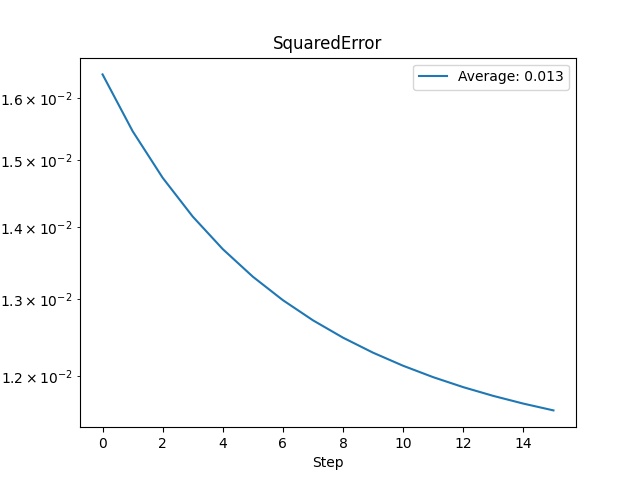 SquaredError
Average: 0.013
1.6 × 10⁻²
1.5 × 10⁻²
1.4 × 10⁻²
1.3 × 10⁻²
1.2 × 10⁻²
0 2 4 6 8 10 12 14
Step